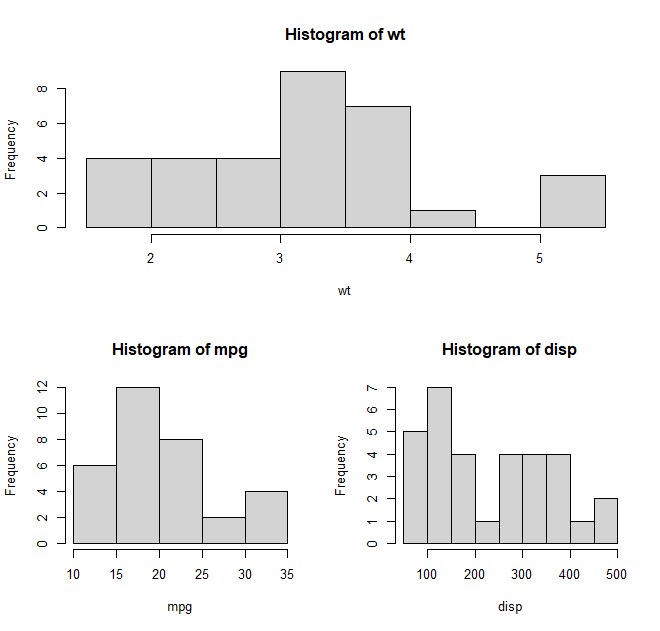 Histogram of wt
Frequency
0 2 4 6 8
2 3 4 5
wt
Histogram of mpg
Frequency
0 2 4 6 8 10 12
10 15 20 25 30 35
mpg
Histogram of disp
Frequency
0 1 2 3 4 5 6 7
100 200 300 400 500
disp